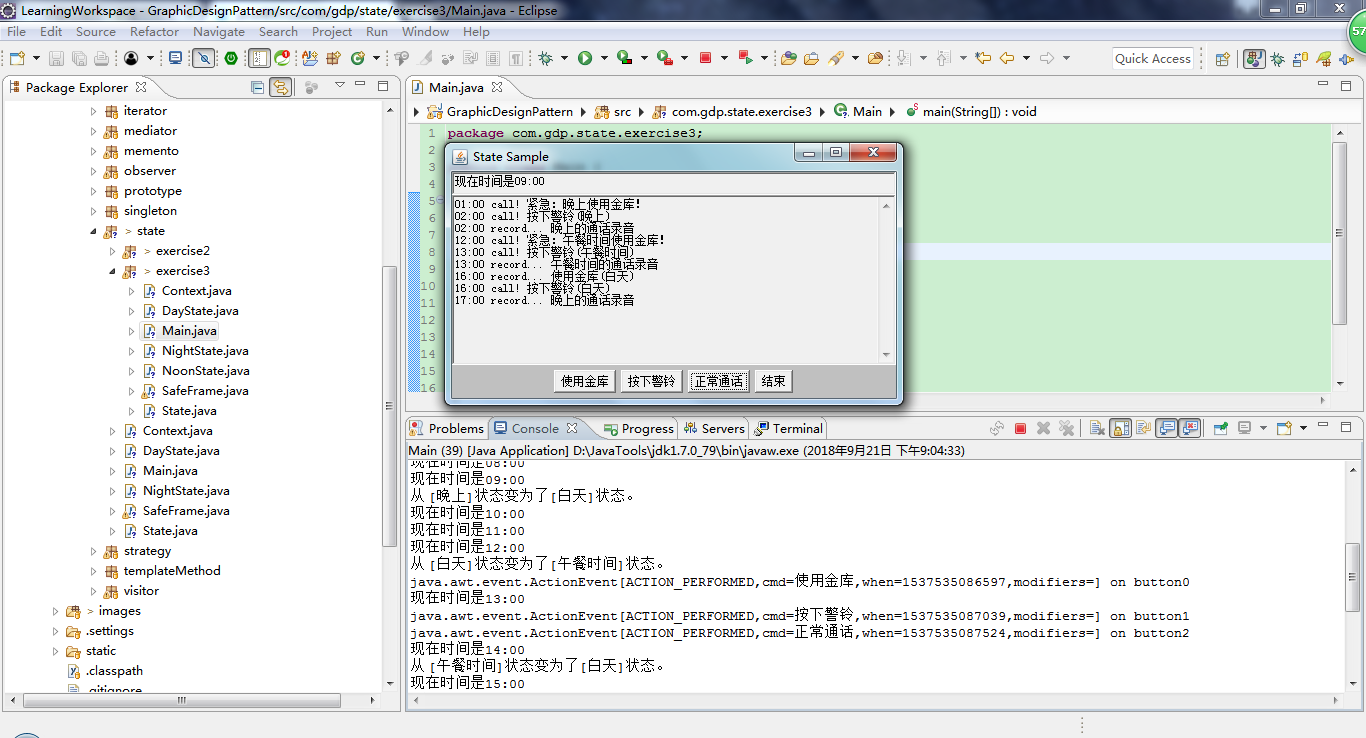 LearningWorkspace - GraphicDesignPattern/src/com/gdp/state/exercise3/Main.java - Eclipse
File Edit Source Refactor Navigate Search Project Run Window Help
57
Quick Access
Package Explorer
iterator
mediator
memento
observer
prototype
singleton
> state
> exercise2
> exercise3
Context.java
DayState.java
Main.java
NightState.java
NoonState.java
SafeFrame.java
State.java
Context.java
DayState.java
Main.java
NightState.java
SafeFrame.java
State.java
strategy
templateMethod
visitor
> images
.settings
static
.classpath
.gitignore
Main.java
GraphicDesignPattern src com.gdp.state.exercise3 Main main(String[]) : void
1 package com.gdp.state.exercise3;
2
3
4
5
6
7
8
9
10
11
12
13
14
15
16
State Sample
现在时间是09:00
01:00 call! 紧急: 晚上使用金库!
02:00 call! 按下警铃(晚上)
02:00 record... 晚上的通话录音
12:00 call! 紧急: 午餐时间使用金库!
13:00 call! 按下警铃(午餐时间)
13:00 record... 午餐时间的通话录音
16:00 record... 使用金库(白天)
16:00 call! 按下警铃(白天)
17:00 record... 晚上的通话录音
使用金库 按下警铃 正常通话 结束
Problems Console Progress Servers Terminal
Main (39) [Java Application] D:\JavaTools\jdk1.7.0_79\bin\javaw.exe (2018年9月21日 下午9:04:33)
现在时间是08:00
现在时间是09:00
从[晚上]状态变为了[白天]状态。
现在时间是10:00
现在时间是11:00
现在时间是12:00
从[白天]状态变为了[午餐时间]状态。
java.awt.event.ActionEvent[ACTION_PERFORMED,cmd=使用金库,when=1537535086597,modifiers=] on button0
现在时间是13:00
java.awt.event.ActionEvent[ACTION_PERFORMED,cmd=按下警铃,when=1537535087039,modifiers=] on button1
java.awt.event.ActionEvent[ACTION_PERFORMED,cmd=正常通话,when=1537535087524,modifiers=] on button2
现在时间是14:00
从[午餐时间]状态变为了[白天]状态。
现在时间是15:00